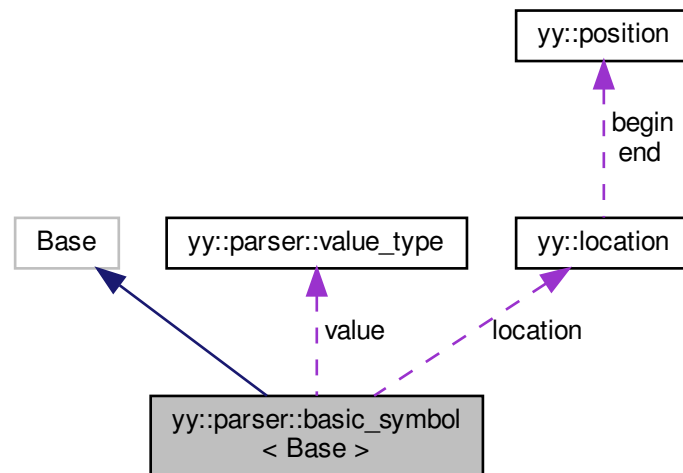 yy::position
begin
end
Base
yy::parser::value_type
yy::location
value
location
yy::parser::basic_symbol
< Base >